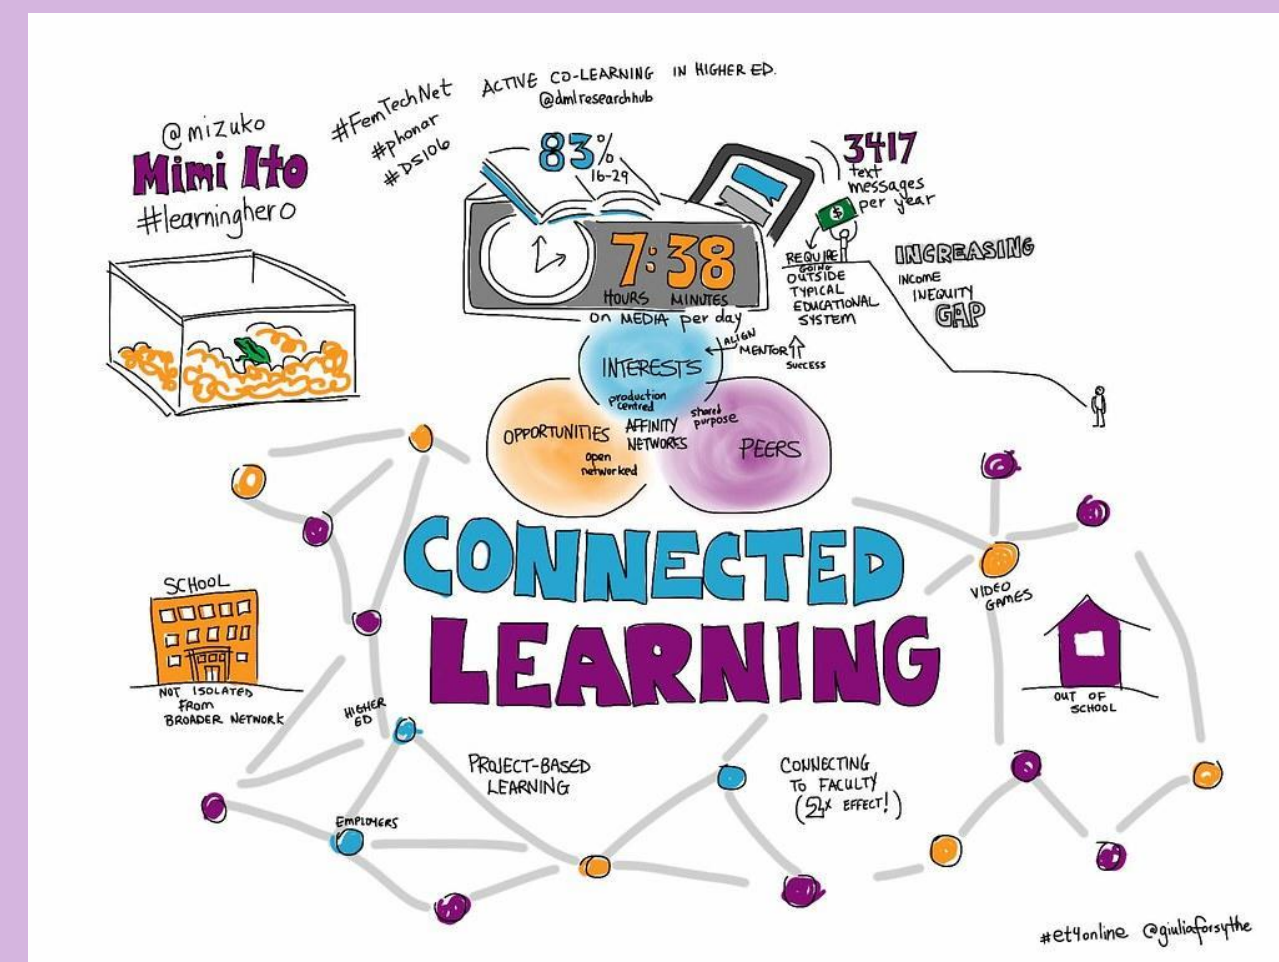 @mizuko
Mimi Ito
#learninghero
#FemTechNet
#phonar
#DS106
ACTIVE CO-LEARNING IN HIGHER ED.
@dmlresearchhub
83%
16-29
3417
text
messages
per year
$
7:38
HOURS MINUTES
on MEDIA per day
REQUIRE
GOING
OUTSIDE
TYPICAL
EDUCATIONAL
SYSTEM
INCREASING
INCOME
INEQUITY
GAP
ALIGN
MENTOR
SUCCESS
INTERESTS
production
centred
shared
purpose
OPPORTUNITIES
AFFINITY
NETWORKS
open
networked
PEERS
CONNECTED
LEARNING
SCHOOL
NOT ISOLATED
FROM
BROADER NETWORK
VIDEO
GAMES
OUT OF
SCHOOL
HIGHER
ED
EMPLOYERS
PROJECT-BASED
LEARNING
CONNECTING
TO FACULTY
EFFECT!)
#et4online @giuliaforsythe